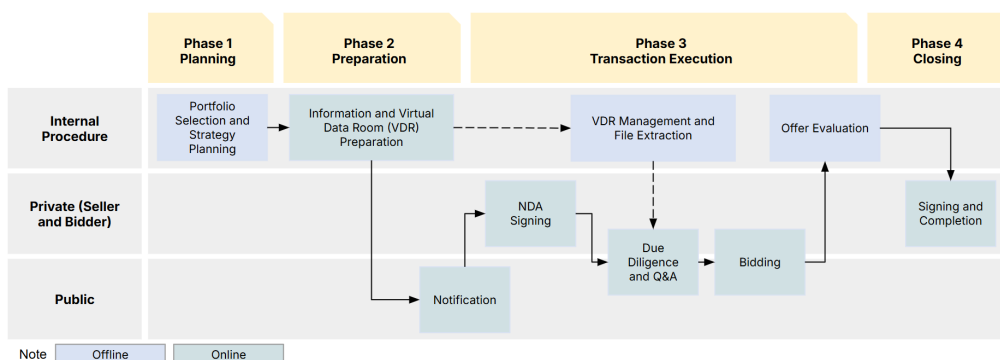 Phase 1
Planning
Phase 2
Preparation
Phase 3
Transaction Execution
Phase 4
Closing
Internal
Procedure
Portfolio
Selection and
Strategy
Planning
Information and Virtual
Data Room (VDR)
Preparation
VDR Management and
File Extraction
Offer Evaluation
Private (Seller
and Bidder)
NDA
Signing
Due
Diligence
and Q&A
Bidding
Signing and
Completion
Public
Notification
Note
Offline
Online